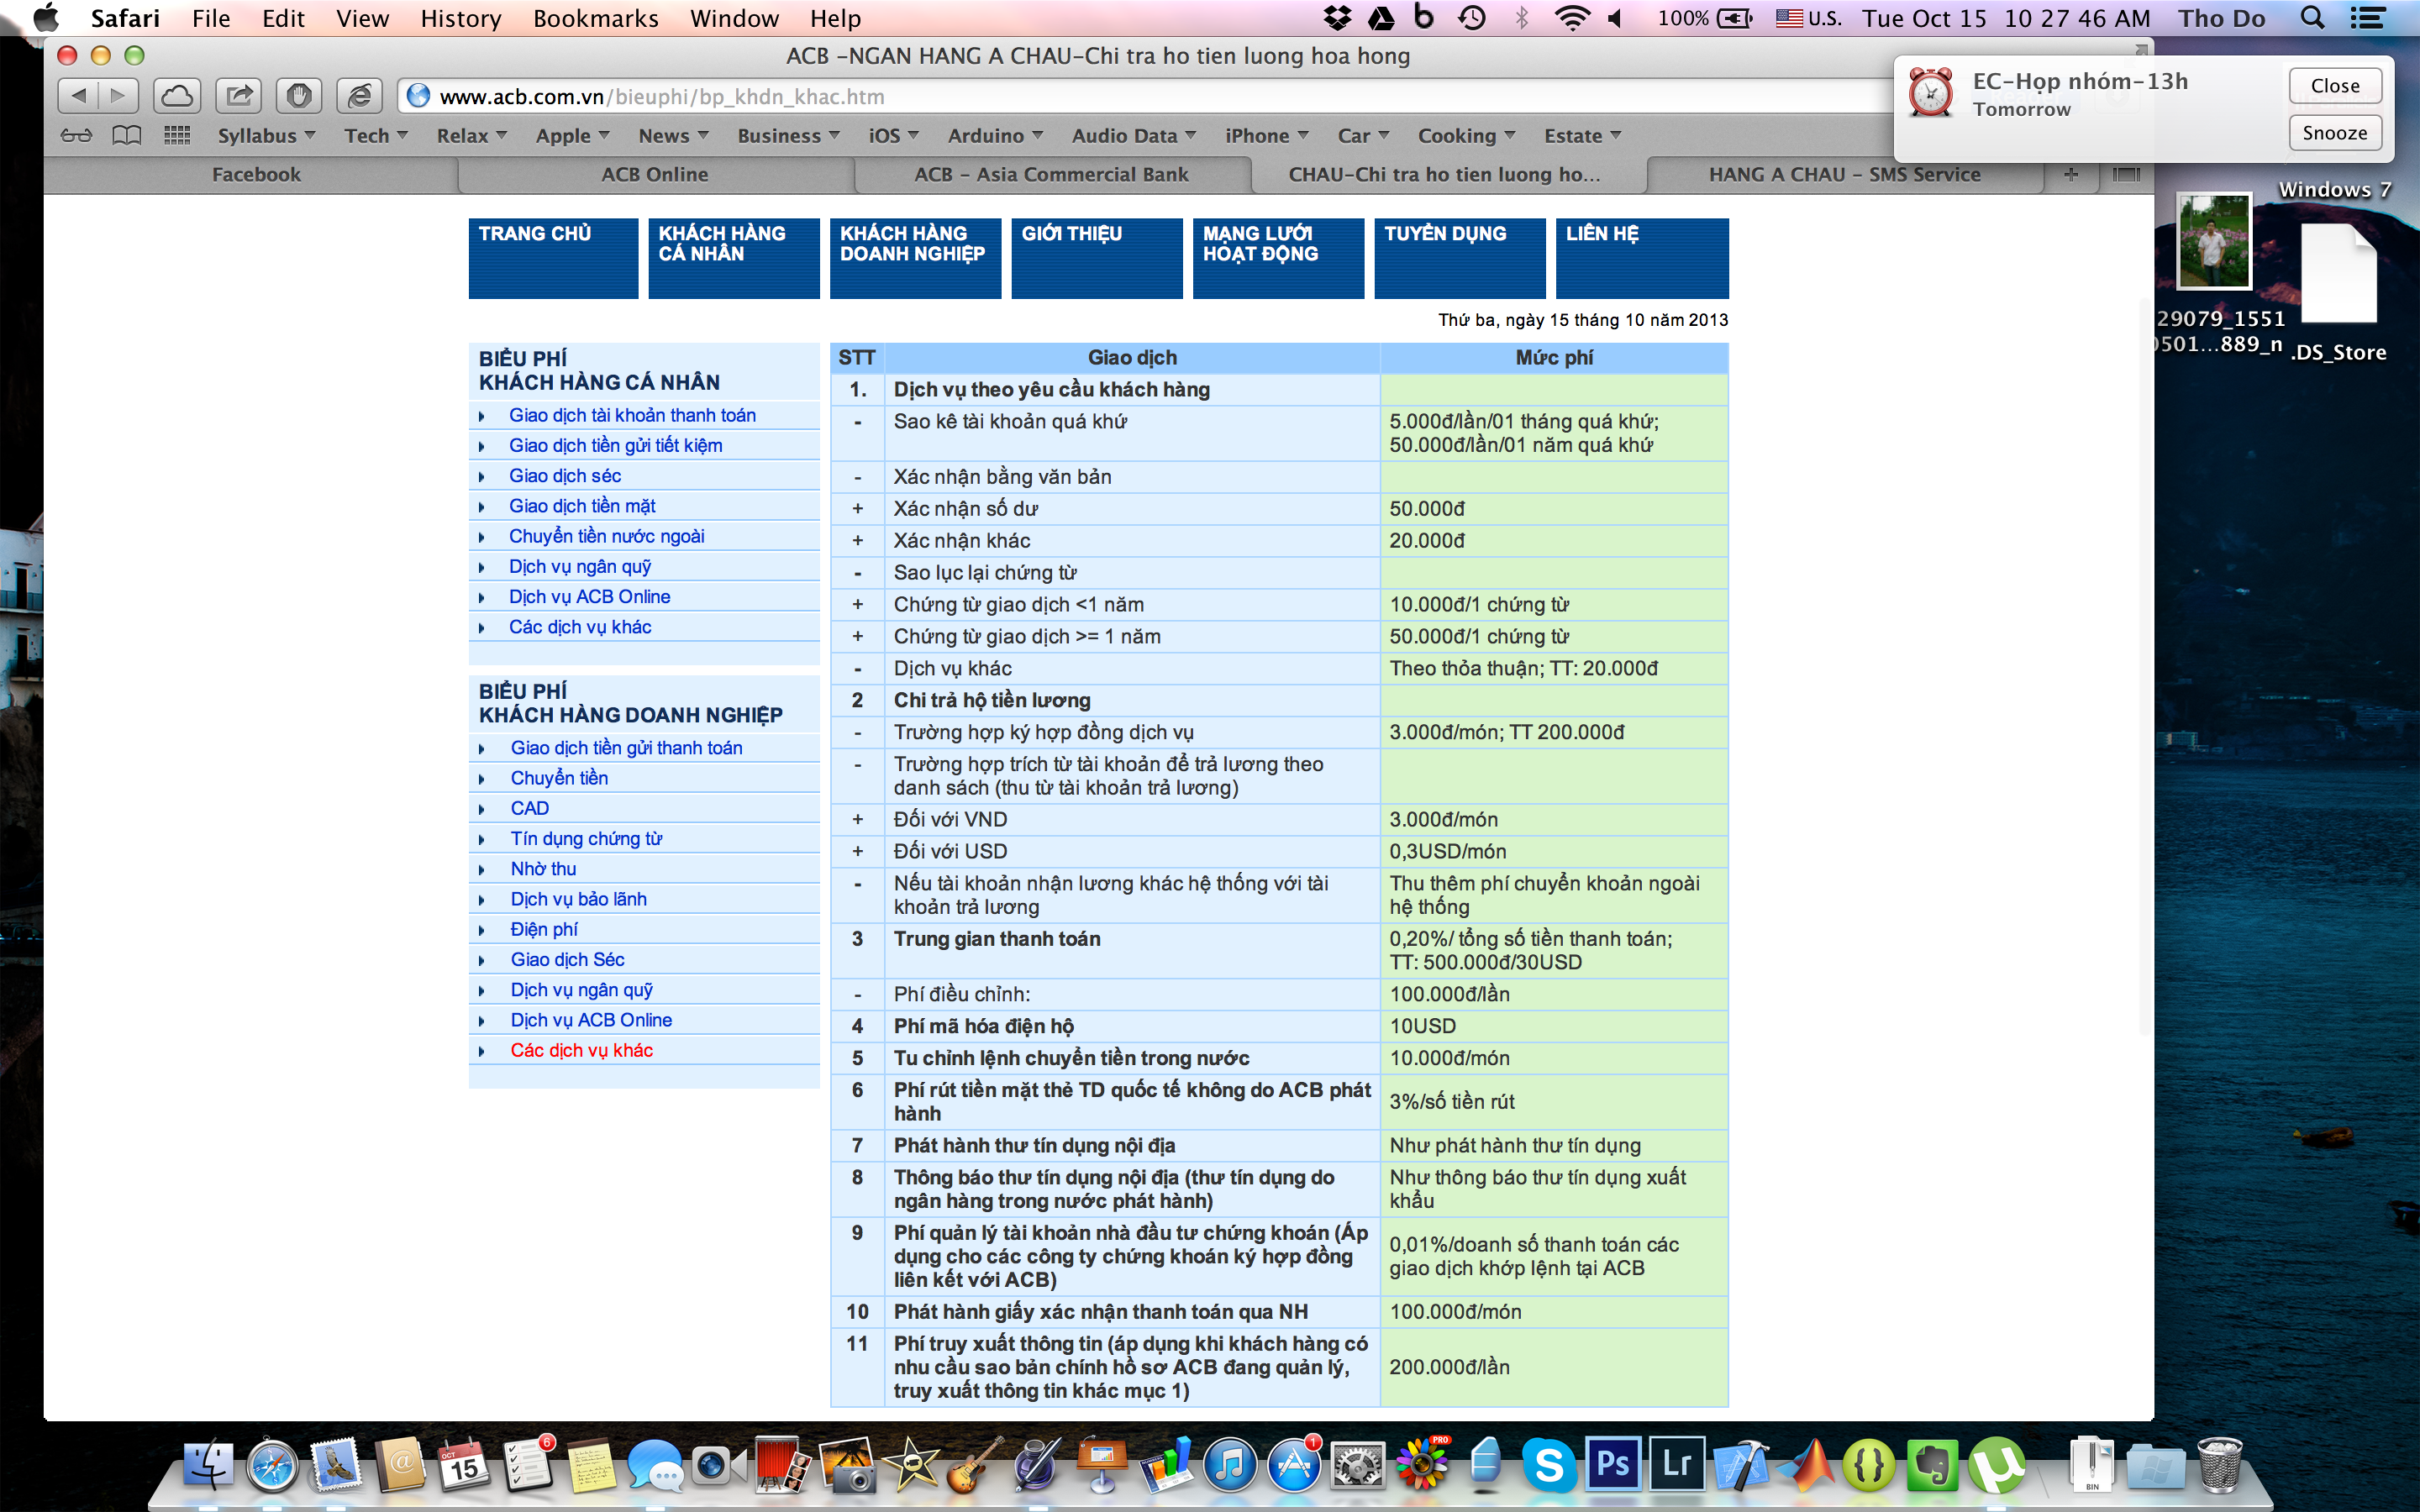 Safari File Edit View History Bookmarks Window Help
100% U.S. Tue Oct 15 10 27 46 AM Tho Do
ACB -NGAN HANG A CHAU-Chi tra ho tien luong hoa hong
www.acb.com.vn/bieuphi/bp_khdn_khac.htm
EC-Họp nhóm-13h
Tomorrow
Close
Snooze
Syllabus Tech Relax Apple News Business iOS Arduino Audio Data iPhone Car Cooking Estate
Facebook
ACB Online
ACB - Asia Commercial Bank
CHAU-Chi tra ho tien luong ho...
HANG A CHAU - SMS Service
Windows 7
29079_1551
0501...889_n
.DS_Store
TRANG CHỦ
KHÁCH HÀNG
CÁ NHÂN
KHÁCH HÀNG
DOANH NGHIỆP
GIỚI THIỆU
MẠNG LƯỚI
HOẠT ĐỘNG
TUYỂN DỤNG
LIÊN HỆ
Thứ ba, ngày 15 tháng 10 năm 2013
BIỂU PHÍ
KHÁCH HÀNG CÁ NHÂN
Giao dịch tài khoản thanh toán
Giao dịch tiền gửi tiết kiệm
Giao dịch séc
Giao dịch tiền mặt
Chuyển tiền nước ngoài
Dịch vụ ngân quỹ
Dịch vụ ACB Online
Các dịch vụ khác
BIỂU PHÍ
KHÁCH HÀNG DOANH NGHIỆP
Giao dịch tiền gửi thanh toán
Chuyển tiền
CAD
Tín dụng chứng từ
Nhờ thu
Dịch vụ bảo lãnh
Điện phí
Giao dịch Séc
Dịch vụ ngân quỹ
Dịch vụ ACB Online
Các dịch vụ khác
STT Giao dịch Mức phí
1. Dịch vụ theo yêu cầu khách hàng
- Sao kê tài khoản quá khứ 5.000đ/lần/01 tháng quá khứ;
50.000đ/lần/01 năm quá khứ
- Xác nhận bằng văn bản
+ Xác nhận số dư 50.000đ
+ Xác nhận khác 20.000đ
- Sao lục lại chứng từ
+ Chứng từ giao dịch <1 năm 10.000đ/1 chứng từ
+ Chứng từ giao dịch >= 1 năm 50.000đ/1 chứng từ
- Dịch vụ khác Theo thỏa thuận; TT: 20.000đ
2 Chi trả hộ tiền lương
- Trường hợp ký hợp đồng dịch vụ 3.000đ/món; TT 200.000đ
- Trường hợp trích từ tài khoản để trả lương theo
danh sách (thu từ tài khoản trả lương)
+ Đối với VND 3.000đ/món
+ Đối với USD 0,3USD/món
- Nếu tài khoản nhận lương khác hệ thống với tài Thu thêm phí chuyển khoản ngoài
khoản trả lương hệ thống
3 Trung gian thanh toán 0,20%/ tổng số tiền thanh toán;
TT: 500.000đ/30USD
- Phí điều chỉnh: 100.000đ/lần
4 Phí mã hóa điện hộ 10USD
5 Tu chỉnh lệnh chuyển tiền trong nước 10.000đ/món
6 Phí rút tiền mặt thẻ TD quốc tế không do ACB phát
hành 3%/số tiền rút
7 Phát hành thư tín dụng nội địa Như phát hành thư tín dụng
8 Thông báo thư tín dụng nội địa (thư tín dụng do Như thông báo thư tín dụng xuất
ngân hàng trong nước phát hành) khẩu
9 Phí quản lý tài khoản nhà đầu tư chứng khoán (Áp
dụng cho các công ty chứng khoán ký hợp đồng 0,01%/doanh số thanh toán các
liên kết với ACB) giao dịch khớp lệnh tại ACB
10 Phát hành giấy xác nhận thanh toán qua NH 100.000đ/món
11 Phí truy xuất thông tin (áp dụng khi khách hàng có
nhu cầu sao bản chính hồ sơ ACB đang quản lý, 200.000đ/lần
truy xuất thông tin khác mục 1)
OCT
15
6
1
PRO
S
Ps
Lr
BIN